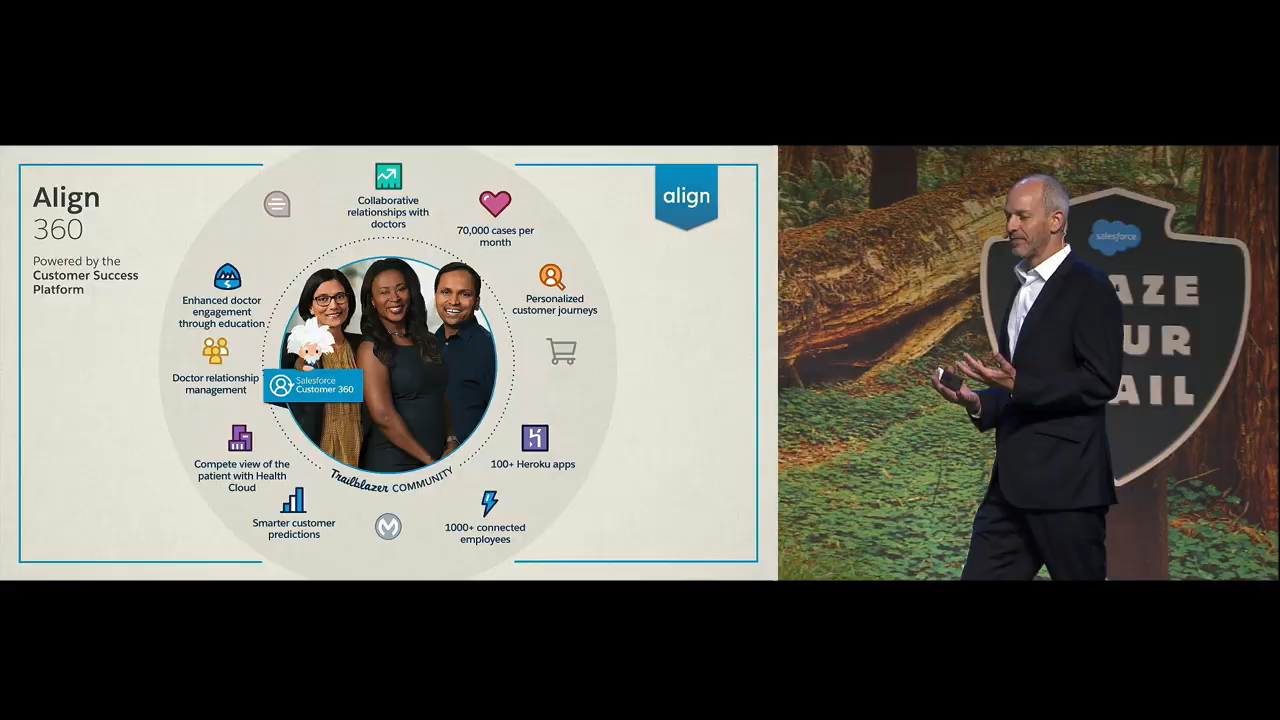 Align
360
Powered by the
Customer Success
Platform
align
Collaborative
relationships with
doctors
70,000 cases per
month
Enhanced doctor
engagement
through education
Personalized
customer journeys
Doctor relationship
management
Salesforce
Customer 360
Compete view of the
patient with Health
Cloud
100+ Heroku apps
Trailblazer COMMUNITY
Smarter customer
predictions
1000+ connected
employees
salesforce
AZE
UR
AIL